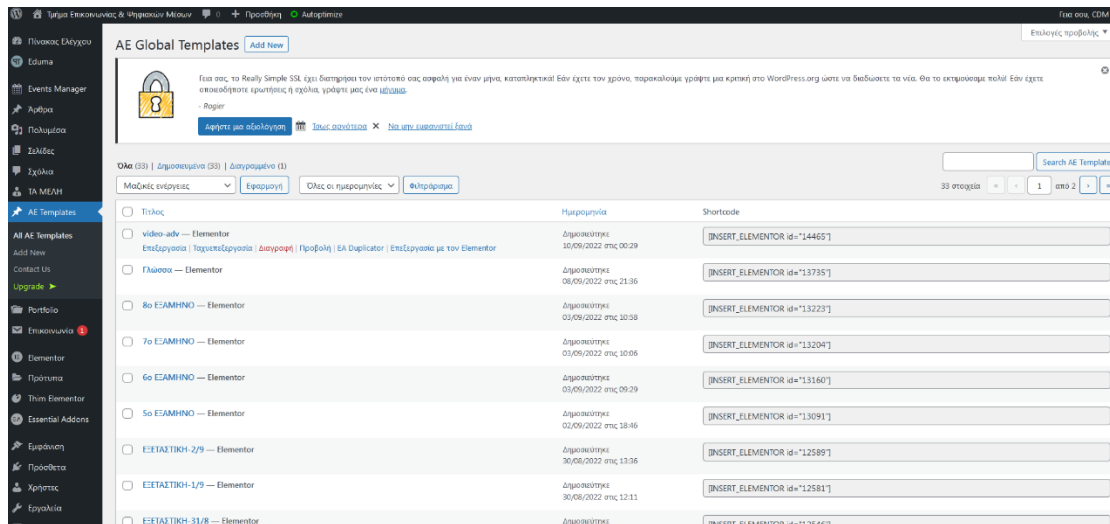 Τμήμα Επικοινωνίας & Ψηφιακών Μέσων 0 + Προσθήκη Autoptimize Γεια σου, CDM
Πίνακας Ελέγχου
Eduma
Events Manager
Άρθρα
Πολυμέσα
Σελίδες
Σχόλια
ΤΑ ΜΕΛΗ
AE Templates
All AE Templates
Add New
Contact Us
Upgrade ➤
Portfolio
Επικοινωνία 1
Elementor
Πρότυπα
Thim Elementor
Essential Addons
Εμφάνιση
Πρόσθετα
Χρήστες
Εργαλεία
Επιλογές προβολής ▼
AE Global Templates Add New
Γεια σας, το Really Simple SSL έχει διατηρήσει τον ιστότοπό σας ασφαλή για έναν μήνα, καταπληκτικά! Εάν έχετε τον χρόνο, παρακαλούμε γράψτε μια κριτική στο WordPress.org ώστε να διαδώσετε τα νέα. Θα το εκτιμούσαμε πολύ! Εάν έχετε
οποιεσδήποτε ερωτήσεις ή σχόλια, γράψτε μας ένα μήνυμα.
- Rogier
Αφήστε μια αξιολόγηση Ίσως αργότερα ✕ Να μην εμφανιστεί ξανά
Όλα (33) | Δημοσιευμένα (33) | Διαγραμμένο (1)
Search AE Template
Μαζικές ενέργειες Εφαρμογή Όλες οι ημερομηνίες Φιλτράρισμα 33 στοιχεία « ‹ 1 από 2 › »
Τίτλος Ημερομηνία Shortcode
video-adv — Elementor Δημοσιεύτηκε [INSERT_ELEMENTOR id="14465"]
Επεξεργασία | Ταχυεπεξεργασία | Διαγραφή | Προβολή | EA Duplicator | Επεξεργασία με τον Elementor 10/09/2022 στις 00:29
Γλώσσα — Elementor Δημοσιεύτηκε [INSERT_ELEMENTOR id="13735"]
08/09/2022 στις 21:36
8ο ΕΞΑΜΗΝΟ — Elementor Δημοσιεύτηκε [INSERT_ELEMENTOR id="13223"]
03/09/2022 στις 10:58
7ο ΕΞΑΜΗΝΟ — Elementor Δημοσιεύτηκε [INSERT_ELEMENTOR id="13204"]
03/09/2022 στις 10:06
6ο ΕΞΑΜΗΝΟ — Elementor Δημοσιεύτηκε [INSERT_ELEMENTOR id="13160"]
03/09/2022 στις 09:29
5ο ΕΞΑΜΗΝΟ — Elementor Δημοσιεύτηκε [INSERT_ELEMENTOR id="13091"]
02/09/2022 στις 18:46
ΕΞΕΤΑΣΤΙΚΗ-2/9 — Elementor Δημοσιεύτηκε [INSERT_ELEMENTOR id="12589"]
30/08/2022 στις 13:36
ΕΞΕΤΑΣΤΙΚΗ-1/9 — Elementor Δημοσιεύτηκε [INSERT_ELEMENTOR id="12581"]
30/08/2022 στις 12:11
ΕΞΕΤΑΣΤΙΚΗ-31/8 — Elementor Δημοσιεύτηκε